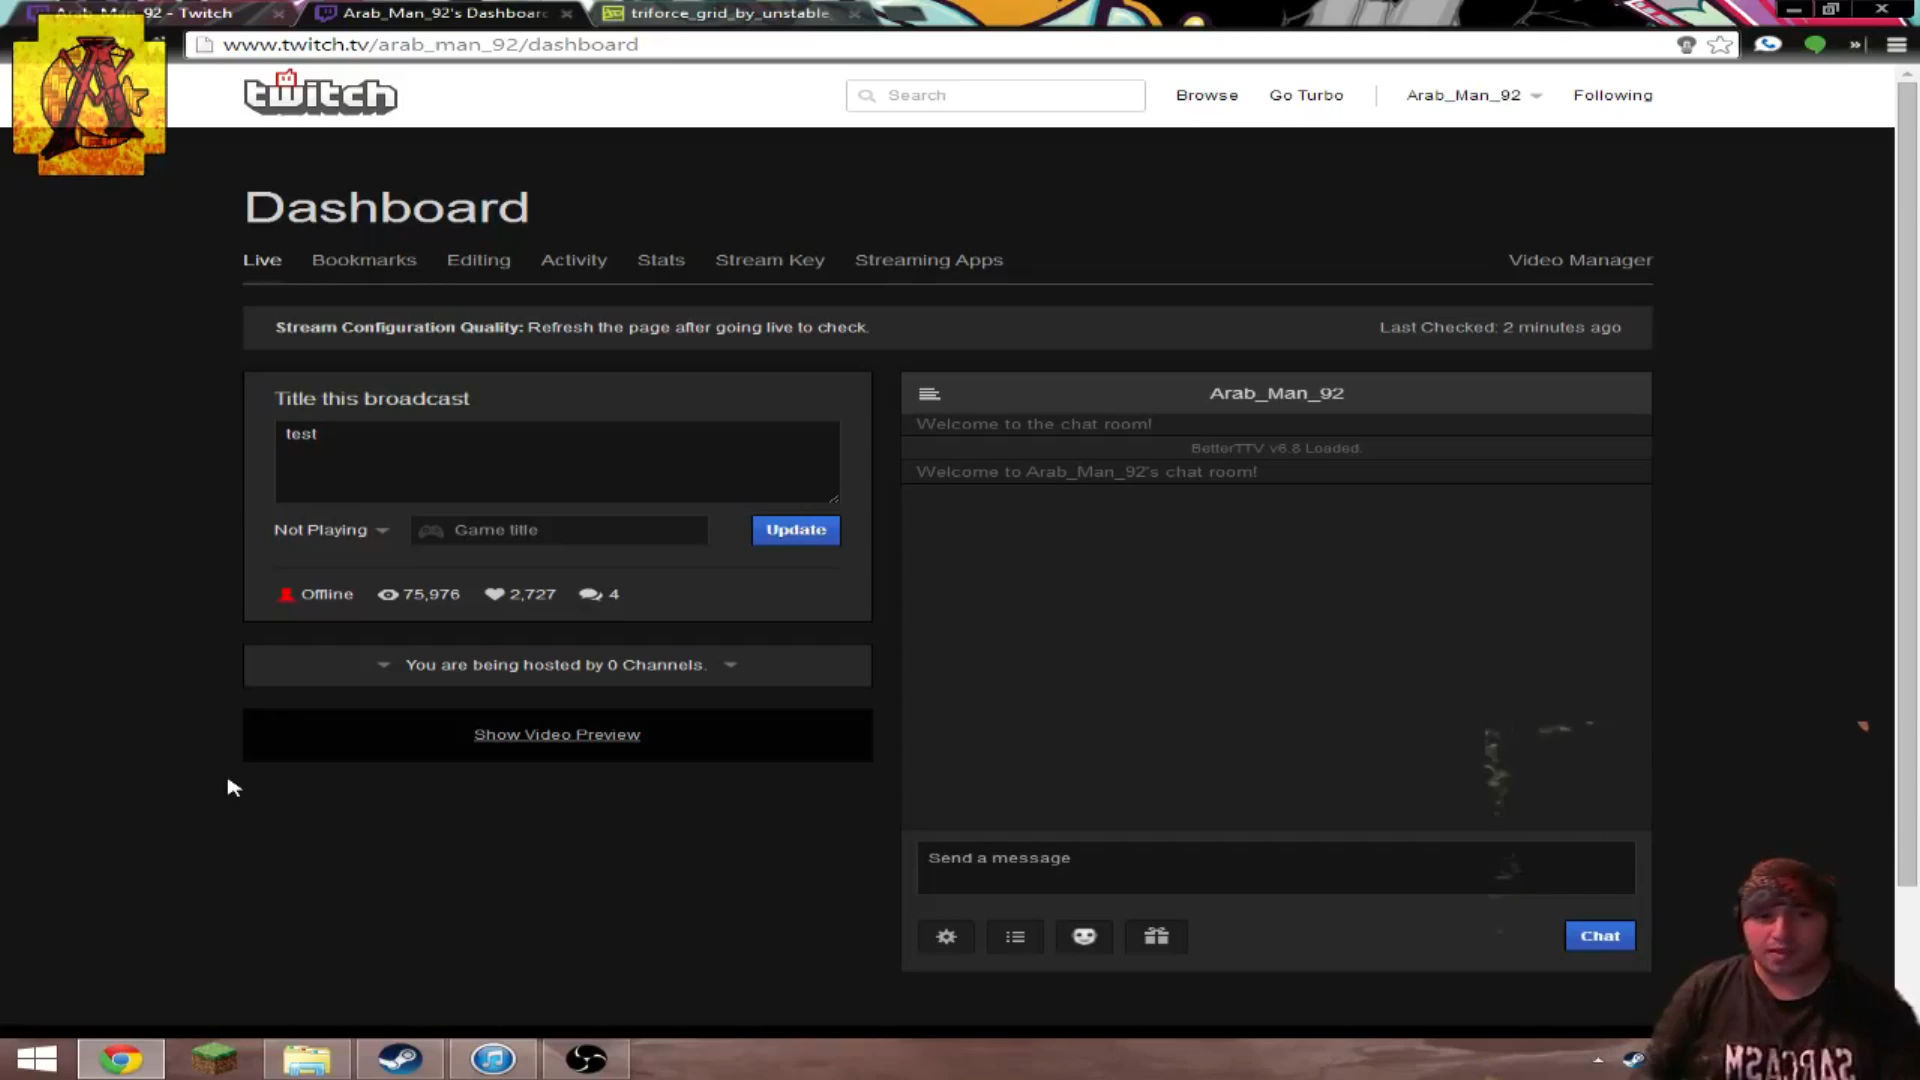 Arab_Man_92 - Twitch
Arab_Man_92's Dashboard
triforce_grid_by_unstable
www.twitch.tv/arab_man_92/dashboard
twitch
Search
Browse
Go Turbo
Arab_Man_92
Following
Dashboard
Live
Bookmarks
Editing
Activity
Stats
Stream Key
Streaming Apps
Video Manager
Stream Configuration Quality: Refresh the page after going live to check.
Last Checked: 2 minutes ago
Title this broadcast
test
Not Playing
Game title
Update
Offline
75,976
2,727
4
You are being hosted by 0 Channels.
Show Video Preview
Arab_Man_92
Welcome to the chat room!
BetterTTV v6.8 Loaded.
Welcome to Arab_Man_92's chat room!
Send a message
Chat
SARCASM